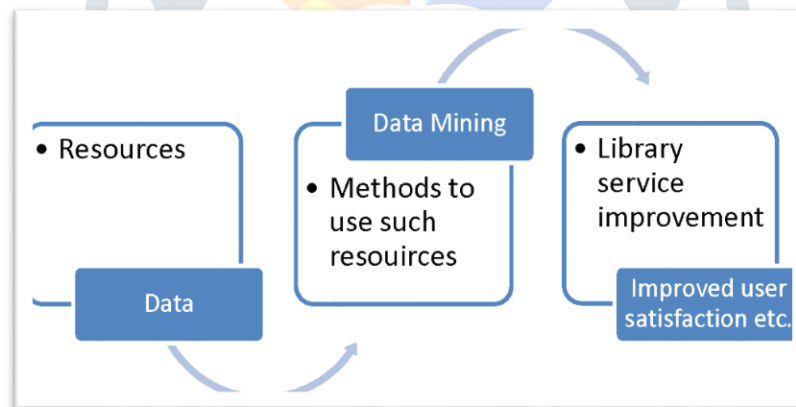 • Resources
Data
Data Mining
• Methods to
use such
resouirces
• Library
service
improvement
Improved user
satisfaction etc.